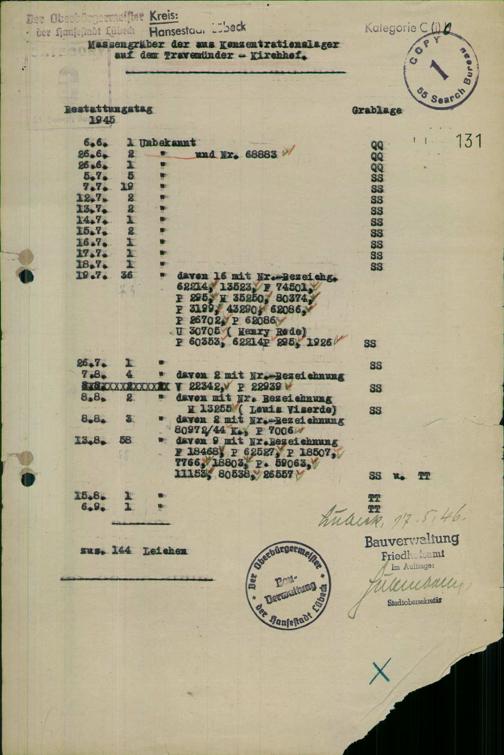 Der Oberbürgermeister
der Hansestadt Lübeck
Kreis:
Hansestadt Lübeck
Kategorie C (i)
COPY
1
55 Search Bureau
Massengräber der aus Konzentrationslager
auf dem Travemünder - Kirchhof.
Bestattungstag Grablage
1945
131
6.6. 1 Unbekannt QQ
26.6. 2 " und Nr. 68883 QQ
26.6. 1 " QQ
5.7. 5 " SS
7.7. 19 " SS
12.7. 2 " SS
13.7. 2 " SS
14.7. 1 " SS
15.7. 2 " SS
16.7. 1 " SS
17.7. 1 " SS
18.7. 1 " SS
19.7. 36 " davon 16 mit Nr.-Bezeichg.
62214, 13523, F 74501,
P 295, M 35250, 80374,
P 3199, 43290, 62086,
P 26702, P 62086
U 30705 ( Henry Rode)
P 60353, 62214P 295, 1926 SS
26.7. 1 " SS
7.8. 4 " davon 2 mit Nr.-Bezeichnung
V 22342, P 22939 SS
8.8. 2 " davon mit Nr. Bezeichnung
M 13255 ( Louis Viserde) SS
8.8. 3 " davon 2 mit Nr.-Bezeichnung
80972/44 K., P 7006
13.8. 58 " davon 9 mit Nr.Bezeichnung
F 18468, P 62527, P 18507,
7766, 18803, P. 59063,
11153, 80538, 26557 SS u. TT
15.8. 1 " TT
6.9. 1 " TT
zus. 144 Leichen
Lübeck, 17.5.46.
Bauverwaltung
Friedhofsamt
Im Auftrage:
Stadtobersekretär
Der Oberbürgermeister
Bau-
Verwaltung
der Hansestadt Lübeck